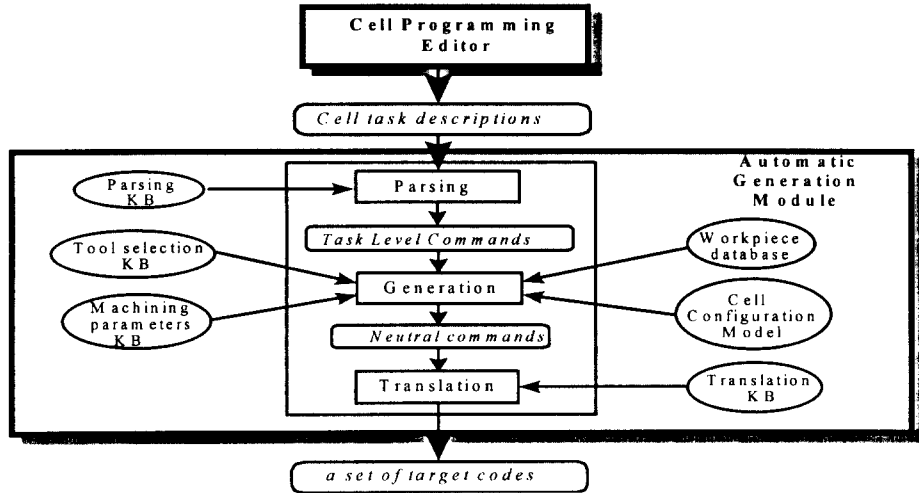 Cell Programming
Editor
Cell task descriptions
Automatic
Generation
Module
Parsing
KB
Parsing
Task Level Commands
Tool selection
KB
Workpiece
database
Generation
Machining
parameters
KB
Cell
Configuration
Model
Neutral commands
Translation
Translation
KB
a set of target codes